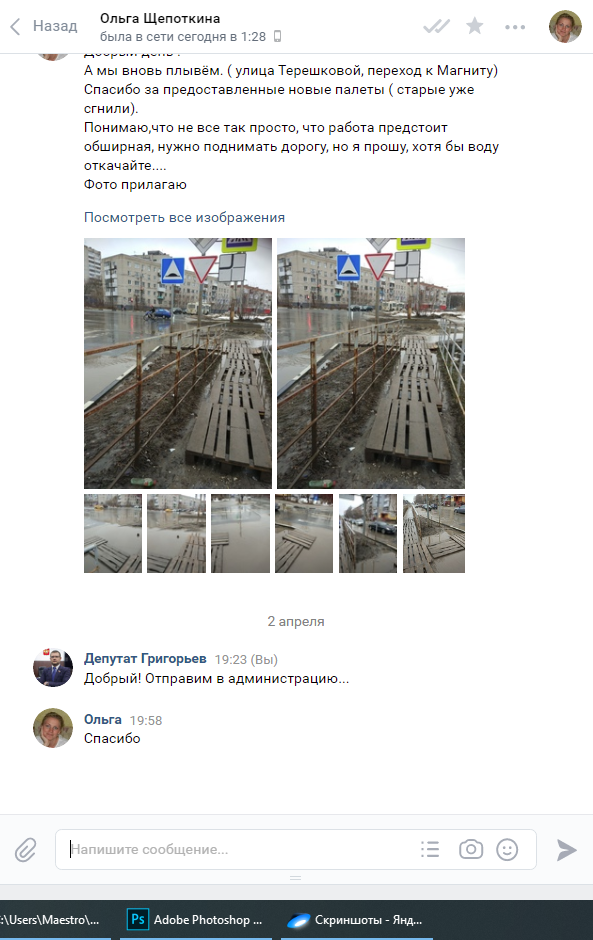 Назад
Ольга Щепоткина
была в сети сегодня в 1:28
Добрый день !
А мы вновь плывём. ( улица Терешковой, переход к Магниту)
Спасибо за предоставленные новые палеты ( старые уже
сгнили).
Понимаю,что не все так просто, что работа предстоит
обширная, нужно поднимать дорогу, но я прошу, хотя бы воду
откачайте....
Фото прилагаю
Посмотреть все изображения
2 апреля
Депутат Григорьев 19:23 (Вы)
Добрый! Отправим в администрацию...
Ольга 19:58
Спасибо
Напишите сообщение...
:\Users\Maestro\... Ps Adobe Photoshop ... Скриншоты - Янд...